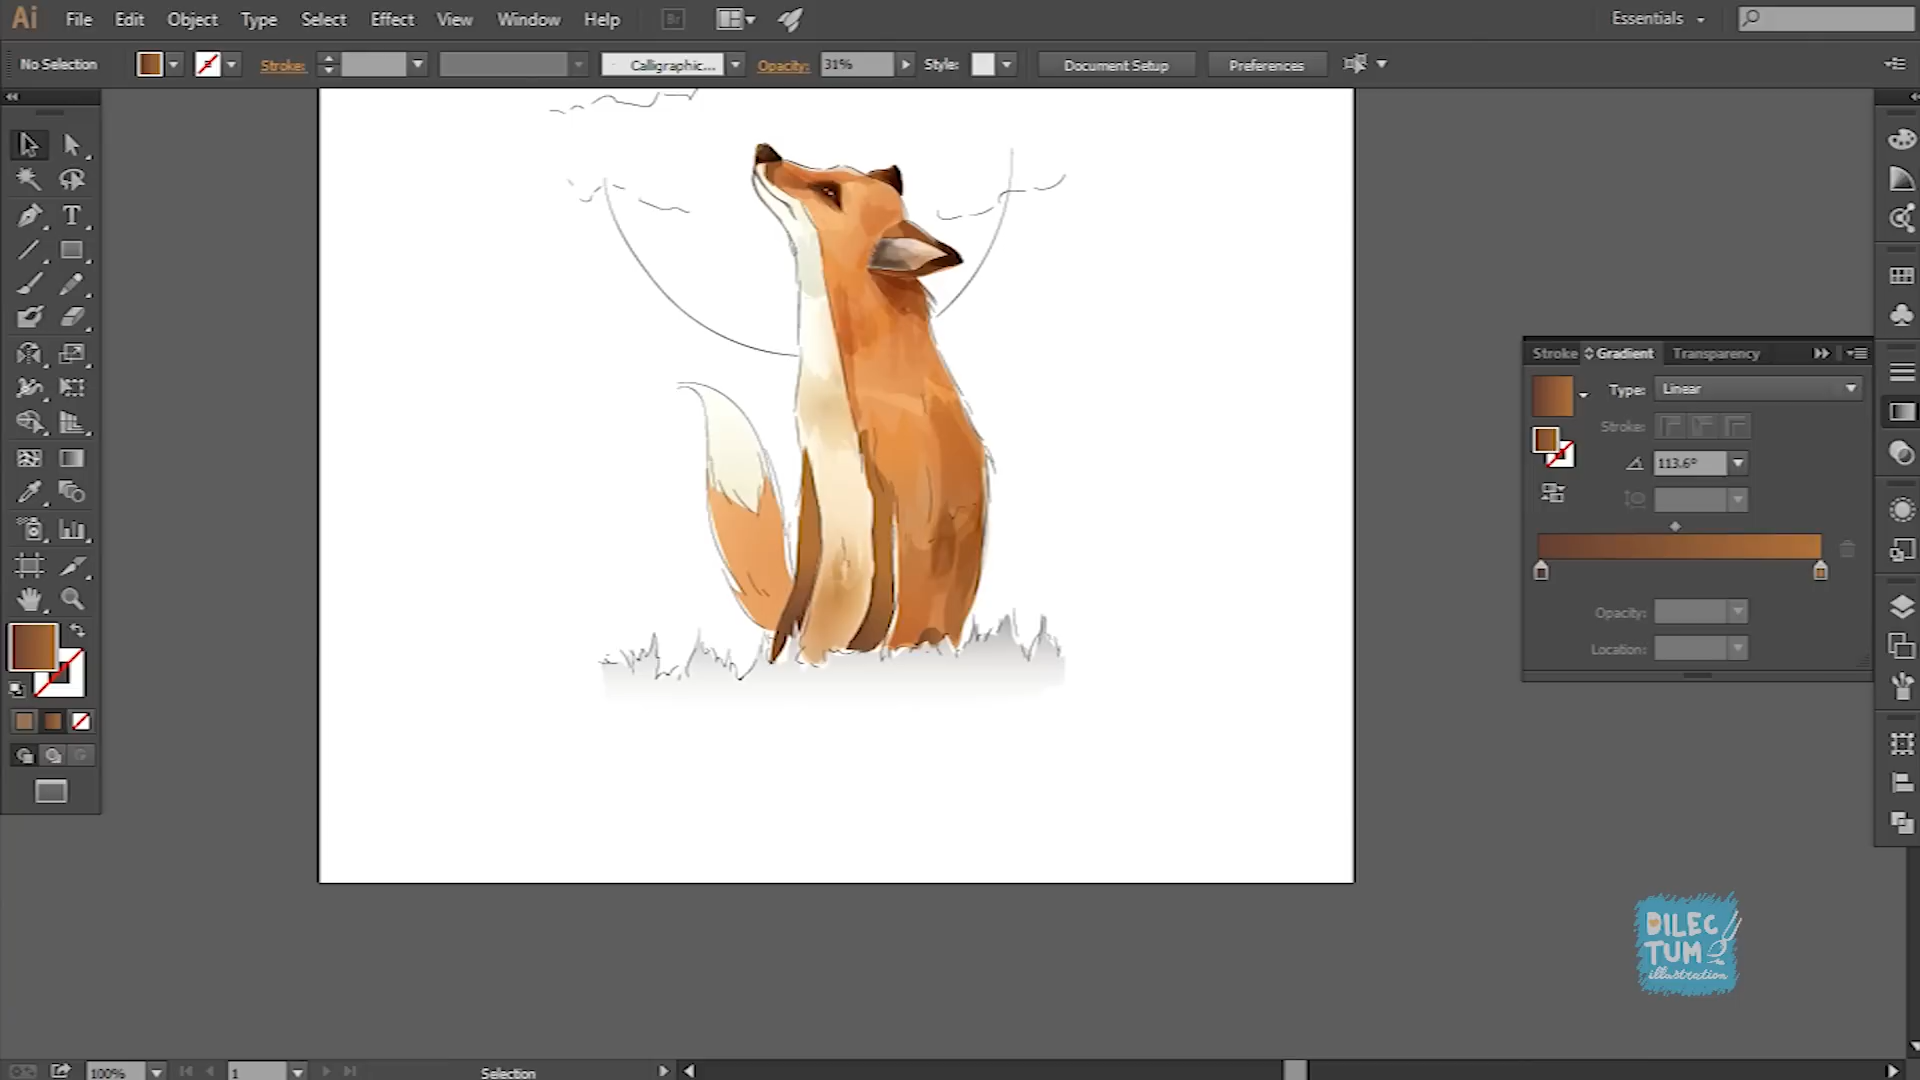 Ai File Edit Object Type Select Effect View Window Help Br Essentials
No Selection Stroke: Calligraphic... Opacity: 31% Style: Document Setup Preferences
Stroke Gradient Transparency
Type: Linear
Stroke:
113.6°
Opacity:
Location:
T
DILEC
TUM
illustration
100% 1 Selection